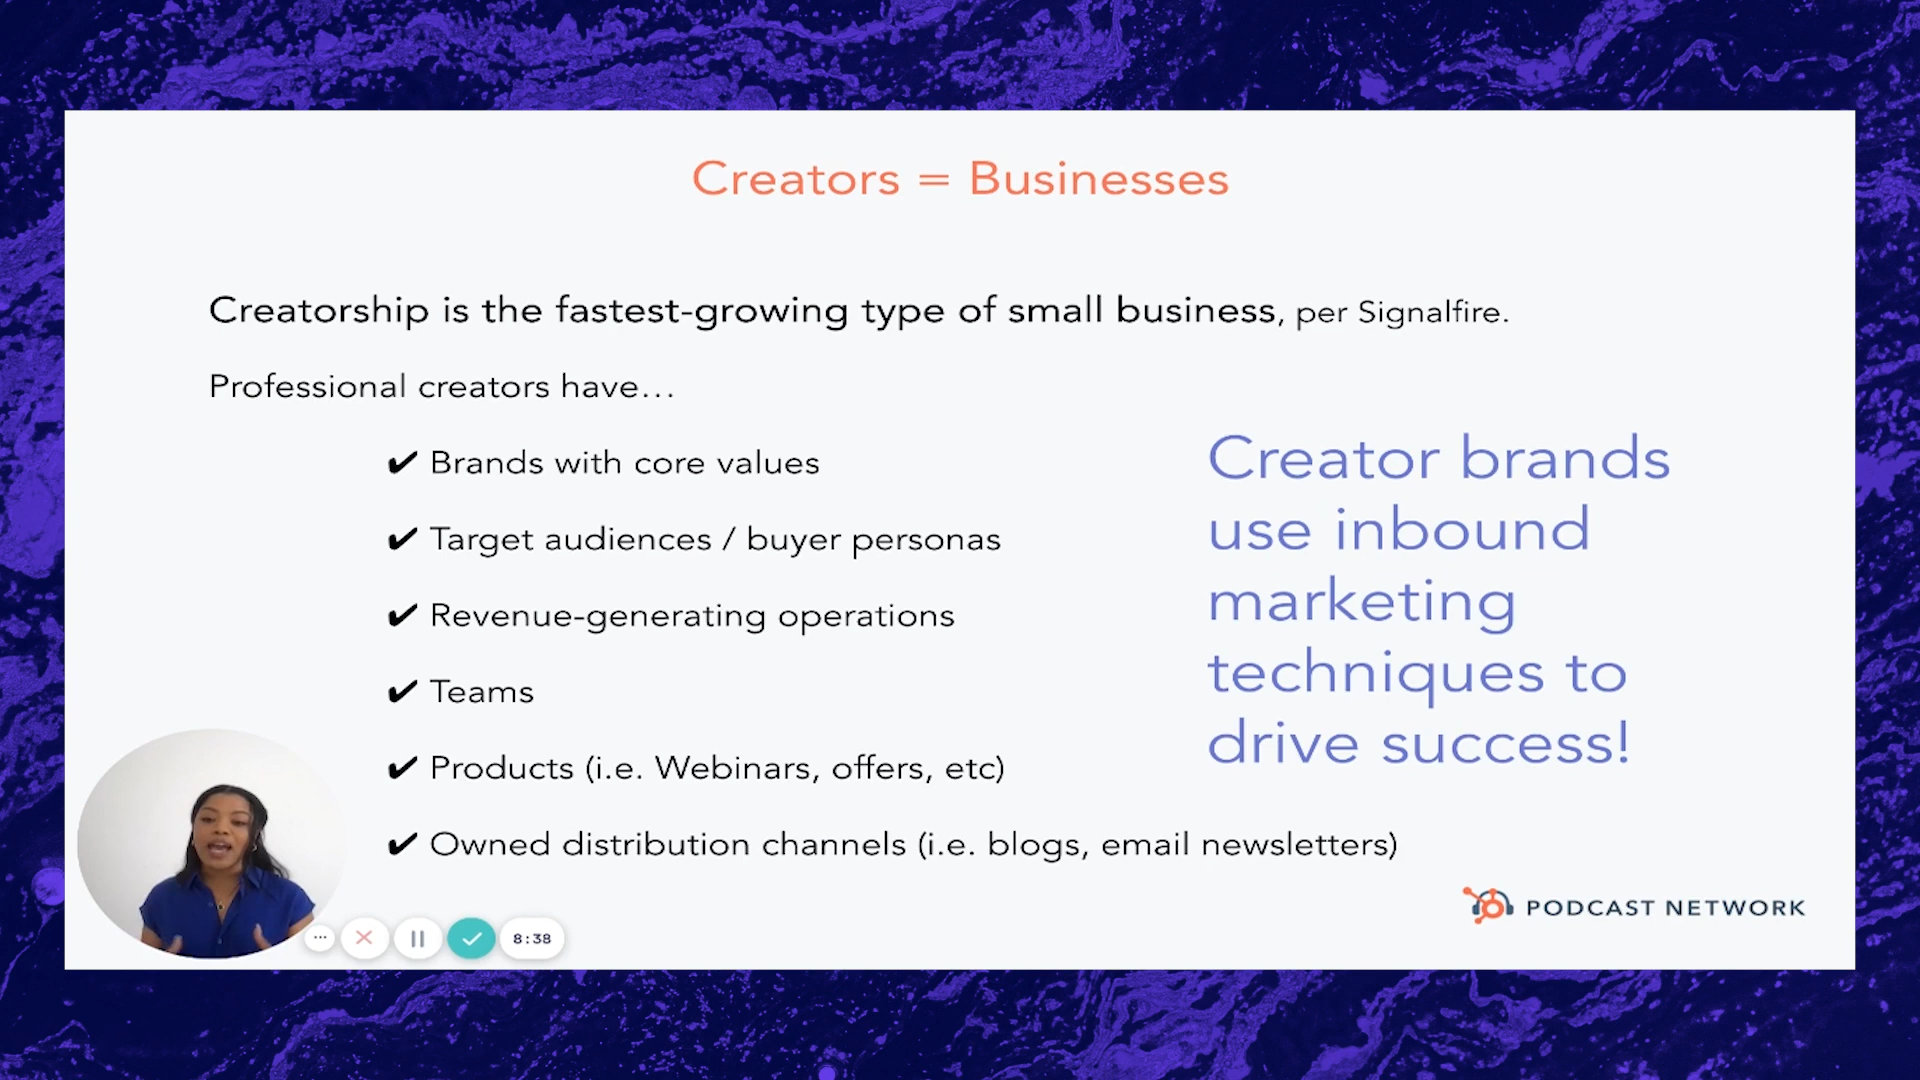 Creators = Businesses
Creatorship is the fastest-growing type of small business, per Signalfire.
Professional creators have…
✔ Brands with core values
✔ Target audiences / buyer personas
✔ Revenue-generating operations
✔ Teams
✔ Products (i.e. Webinars, offers, etc)
✔ Owned distribution channels (i.e. blogs, email newsletters)
Creator brands
use inbound
marketing
techniques to
drive success!
PODCAST NETWORK
8:38